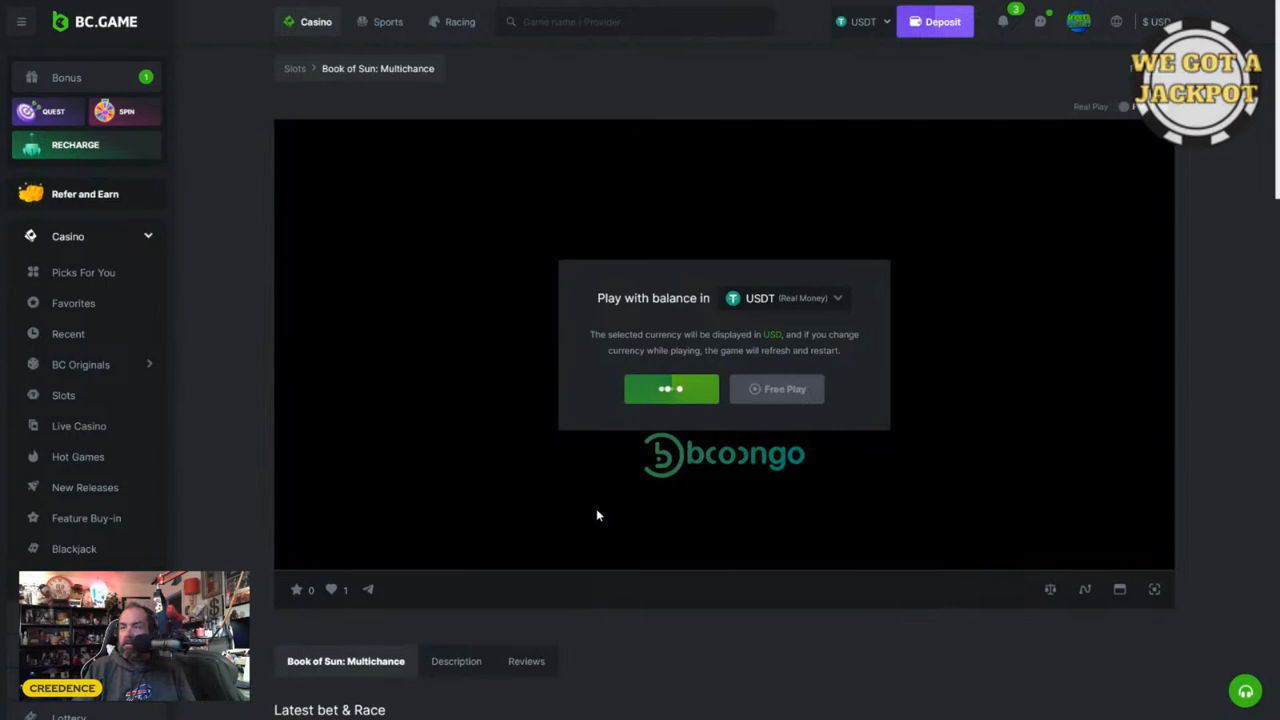 BC.GAME
Casino
Sports
Racing
Game name | Provider
USDT
Deposit
3
$ USD
WE GOT A
JACKPOT
Bonus
1
QUEST
SPIN
RECHARGE
Refer and Earn
Casino
Picks For You
Favorites
Recent
BC Originals
Slots
Live Casino
Hot Games
New Releases
Feature Buy-in
Blackjack
Lottery
CREEDENCE
Slots > Book of Sun: Multichance
Real Play
Play with balance in USDT (Real Money)
The selected currency will be displayed in USD, and if you change
currency while playing, the game will refresh and restart.
Free Play
booongo
0
1
Book of Sun: Multichance
Description
Reviews
Latest bet & Race